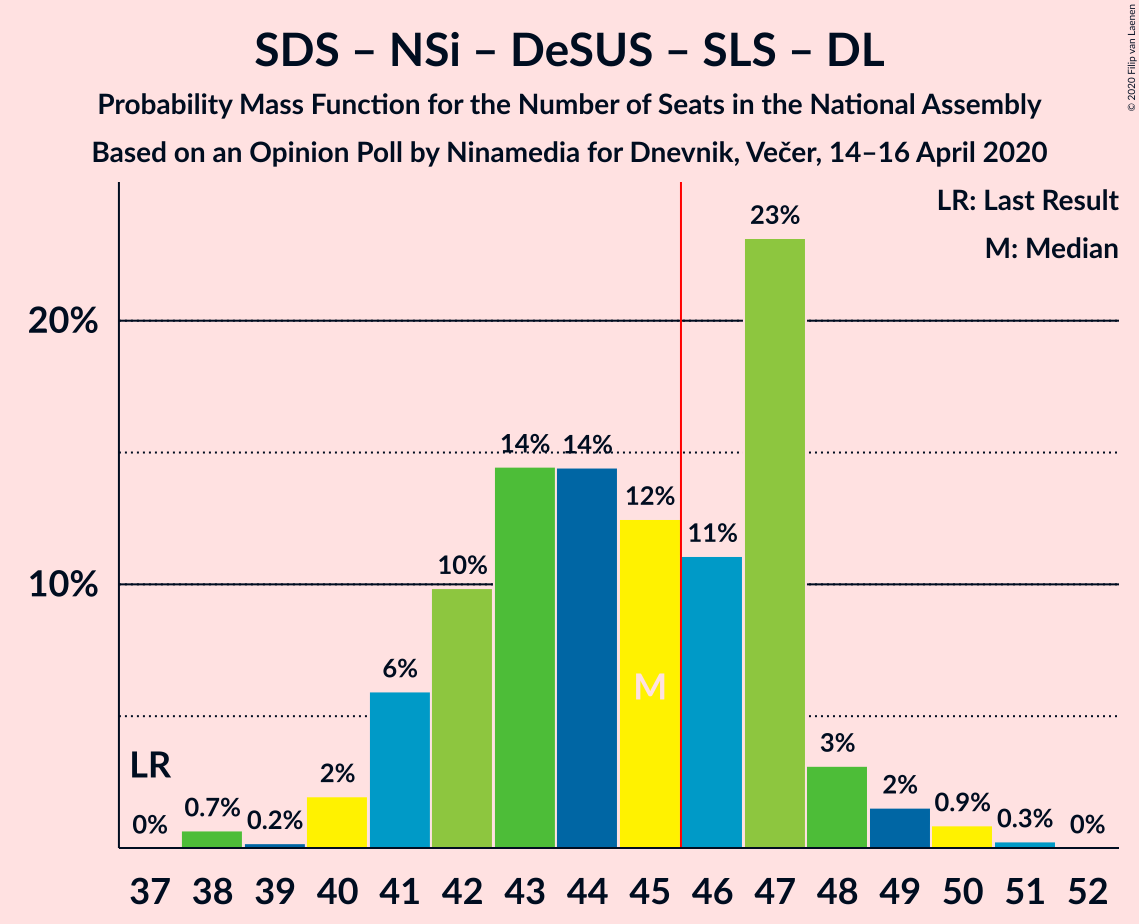 SDS – NSi – DeSUS – SLS – DL
Probability Mass Function for the Number of Seats in the National Assembly
Based on an Opinion Poll by Ninamedia for Dnevnik, Večer, 14–16 April 2020
© 2020 Filip van Laenen
LR: Last Result
M: Median
23%
20%
14% 14%
12%
11%
10%
10%
6%
M
LR
3%
2%
2%
0.9%
0.7%
0.3%
0.2%
0%
0%
37 38 39 40 41 42 43 44 45 46 47 48 49 50 51 52